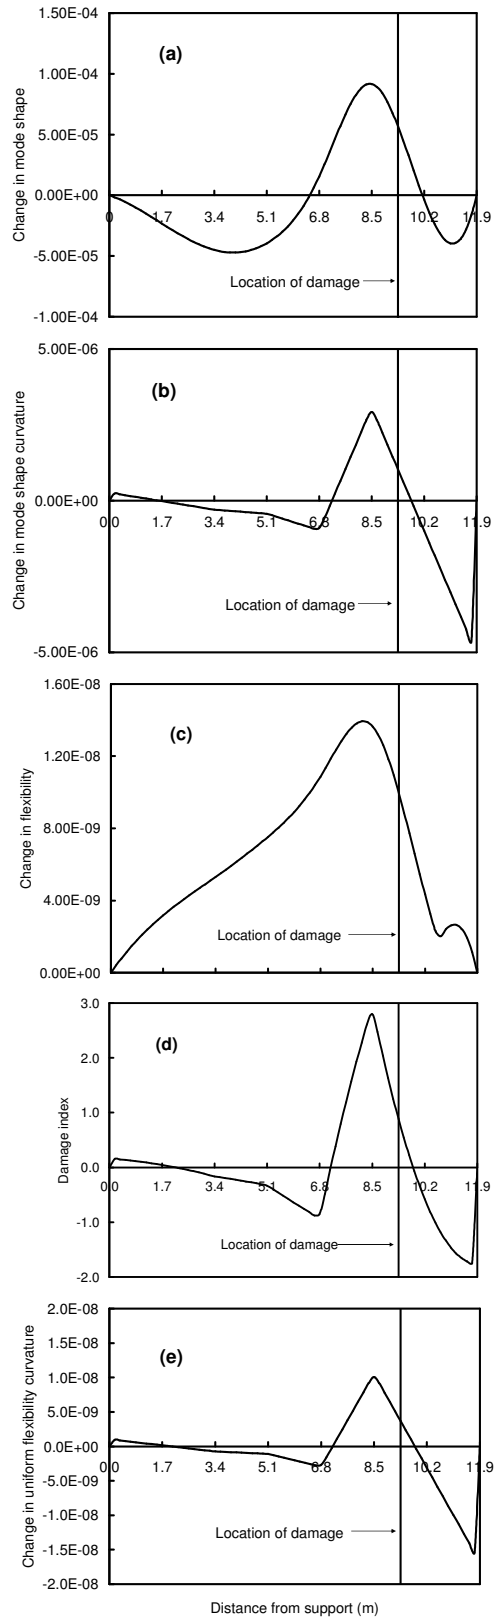 1.50E-04
(a)
1.00E-04
5.00E-05
0.00E+00
0 1.7 3.4 5.1 6.8 8.5 10.2 11.9
-5.00E-05
Location of damage
-1.00E-04
Change in mode shape
5.00E-06
(b)
0.00E+00
0.0 1.7 3.4 5.1 6.8 8.5 10.2 11.9
Location of damage
-5.00E-06
Change in mode shape curvature
1.60E-08
(c)
1.20E-08
8.00E-09
4.00E-09
Location of damage
0.00E+00
Change in flexibility
3.0
(d)
2.0
1.0
0.0
0.0 1.7 3.4 5.1 6.8 8.5 10.2 11.9
-1.0
Location of damage
-2.0
Damage index
2.0E-08
1.5E-08
(e)
1.0E-08
5.0E-09
0.0E+00
0.0 1.7 3.4 5.1 6.8 8.5 10.2 11.9
-5.0E-09
-1.0E-08
Location of damage
-1.5E-08
-2.0E-08
Change in uniform flexibility curvature
Distance from support (m)